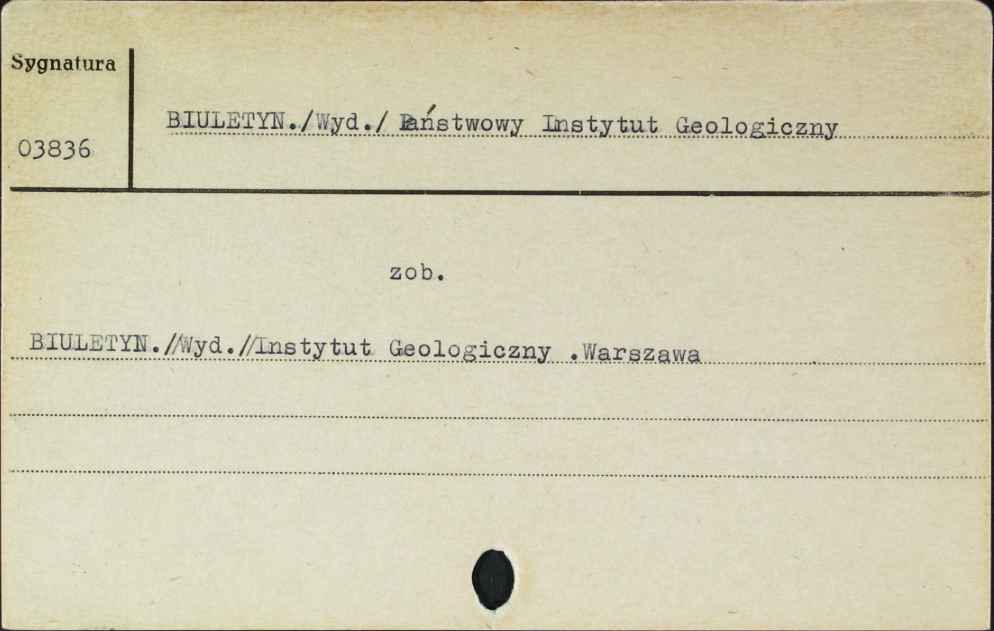 Sygnatura
BIULETYN./Wyd./ Państwowy Instytut Geologiczny
03836
zob.
BIULETYN.//Wyd.//Instytut Geologiczny .Warszawa